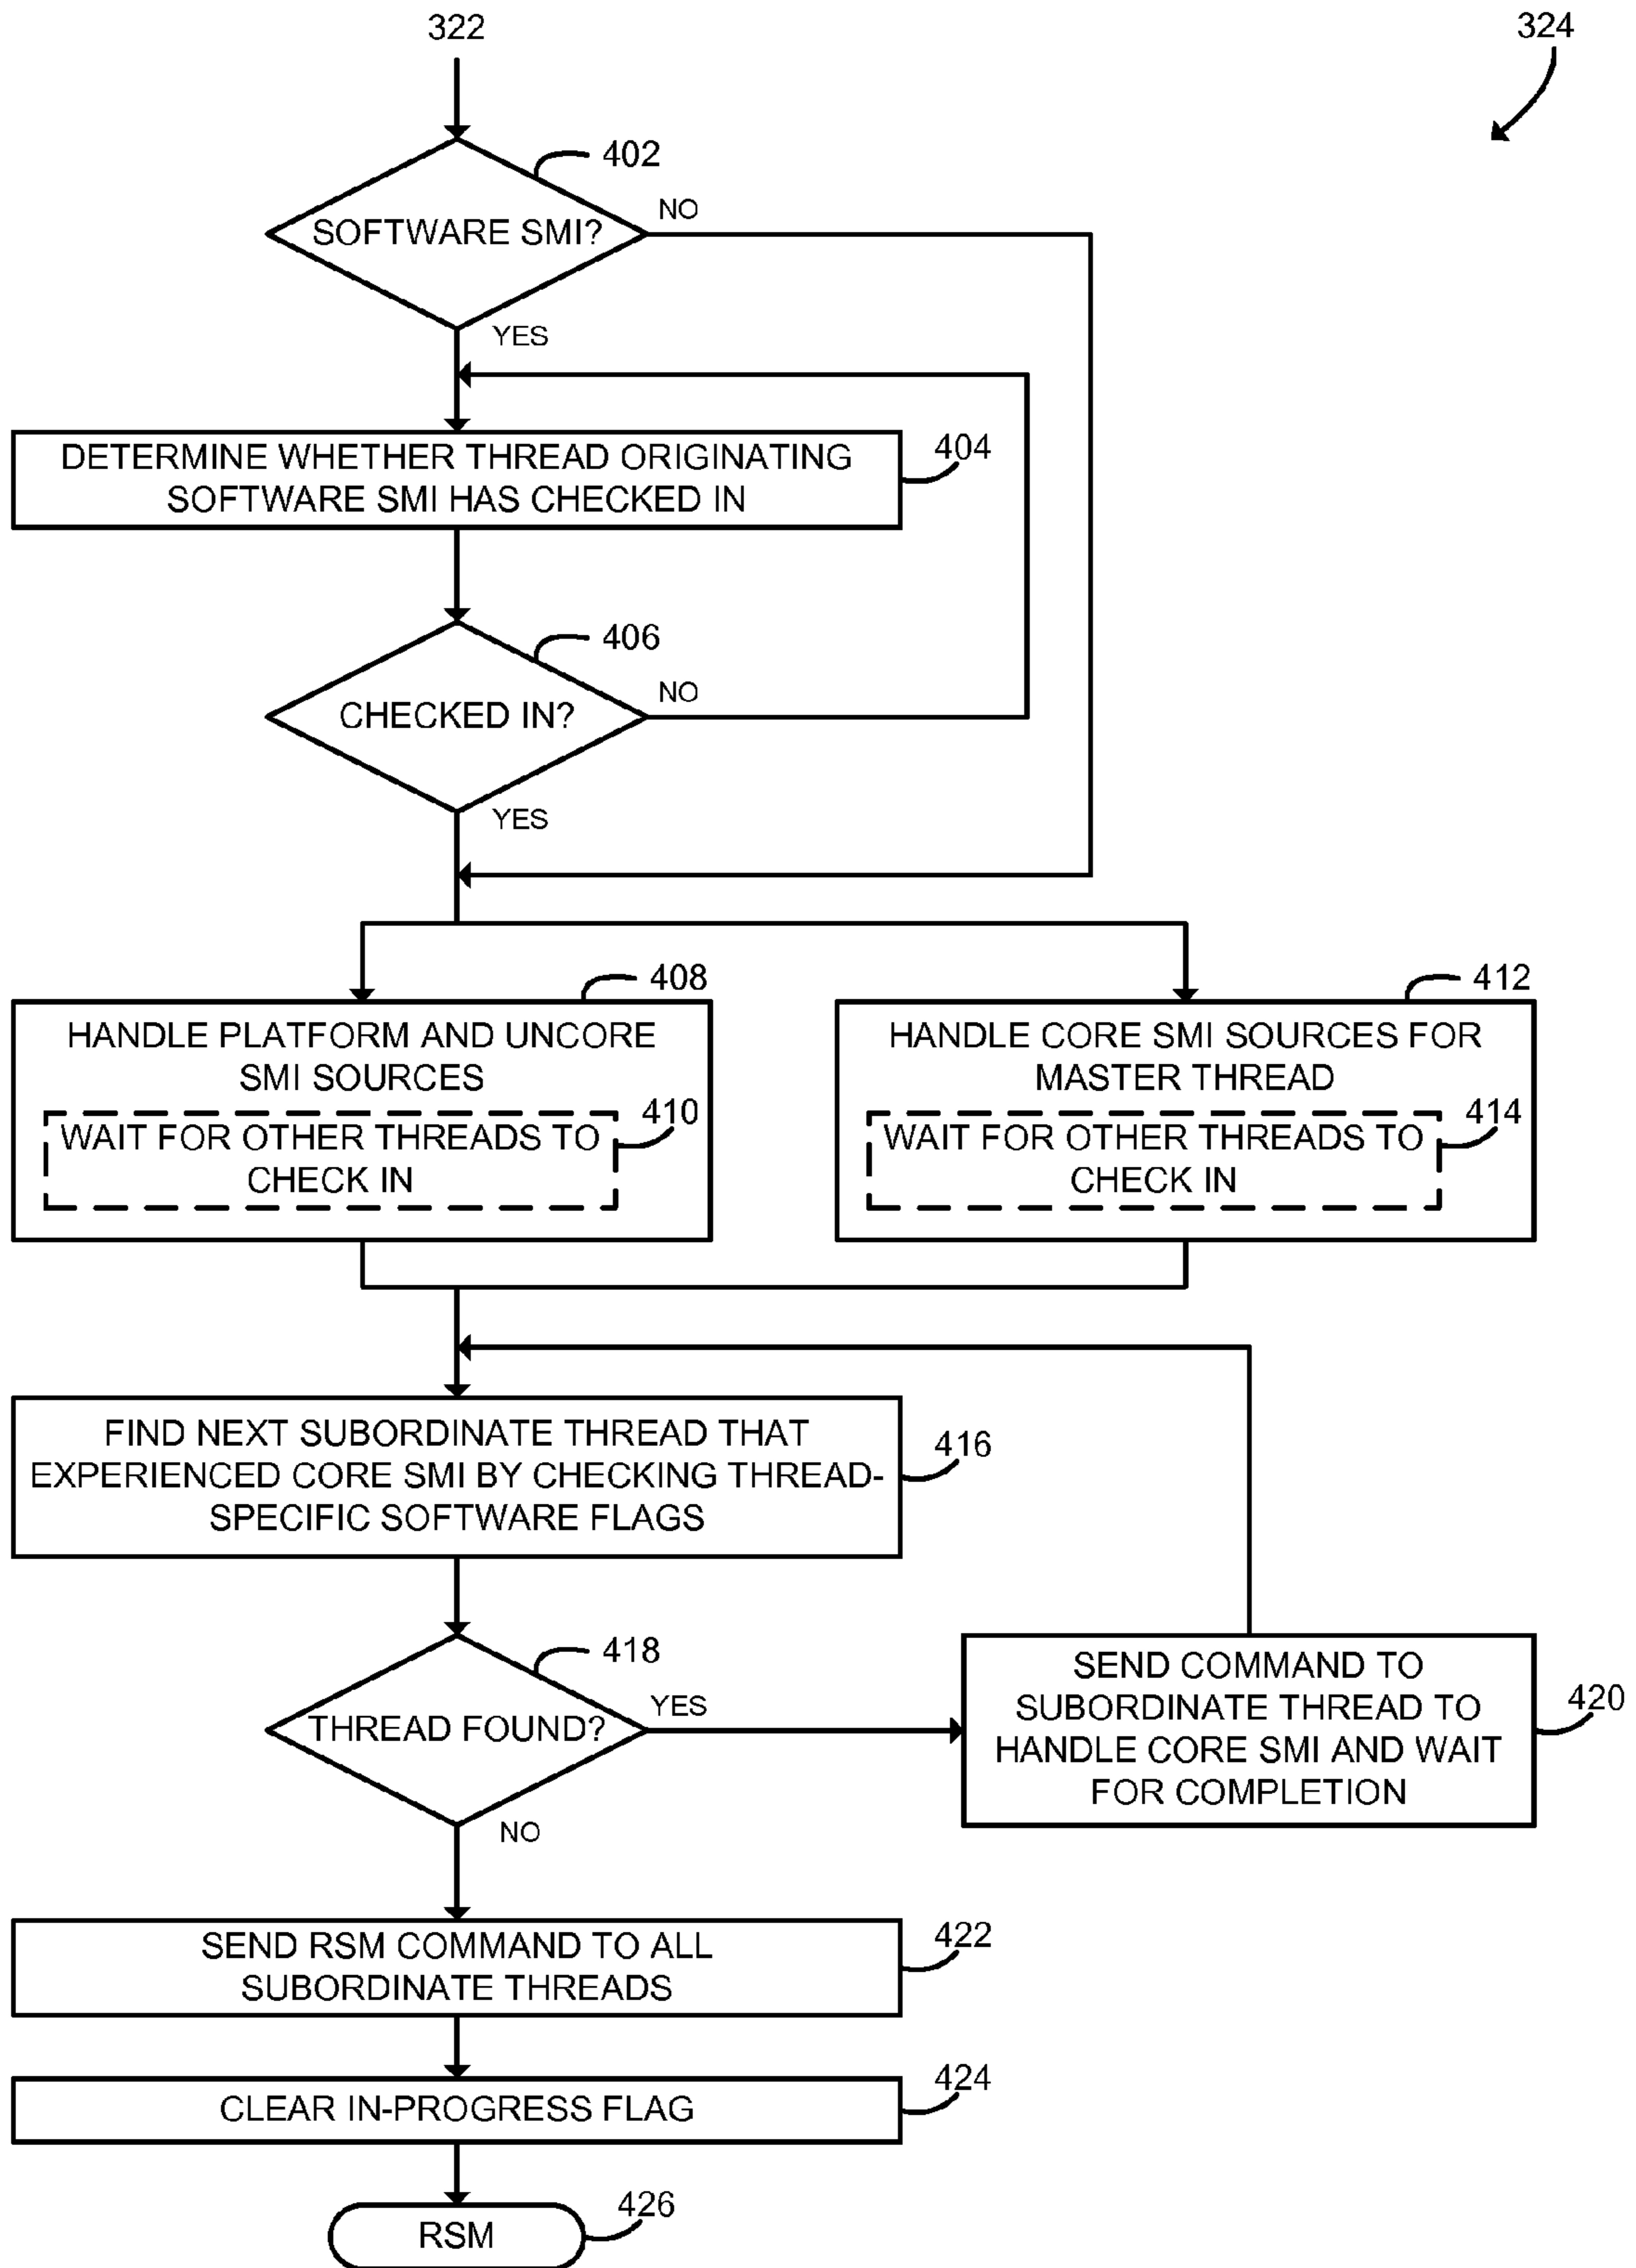 322
324
402
SOFTWARE SMI?
NO
YES
DETERMINE WHETHER THREAD ORIGINATING
SOFTWARE SMI HAS CHECKED IN
404
406
CHECKED IN?
NO
YES
408
HANDLE PLATFORM AND UNCORE
SMI SOURCES
410
WAIT FOR OTHER THREADS TO
CHECK IN
412
HANDLE CORE SMI SOURCES FOR
MASTER THREAD
414
WAIT FOR OTHER THREADS TO
CHECK IN
FIND NEXT SUBORDINATE THREAD THAT
EXPERIENCED CORE SMI BY CHECKING THREAD-
SPECIFIC SOFTWARE FLAGS
416
418
THREAD FOUND?
YES
NO
SEND COMMAND TO
SUBORDINATE THREAD TO
HANDLE CORE SMI AND WAIT
FOR COMPLETION
420
SEND RSM COMMAND TO ALL
SUBORDINATE THREADS
422
CLEAR IN-PROGRESS FLAG
424
RSM
426